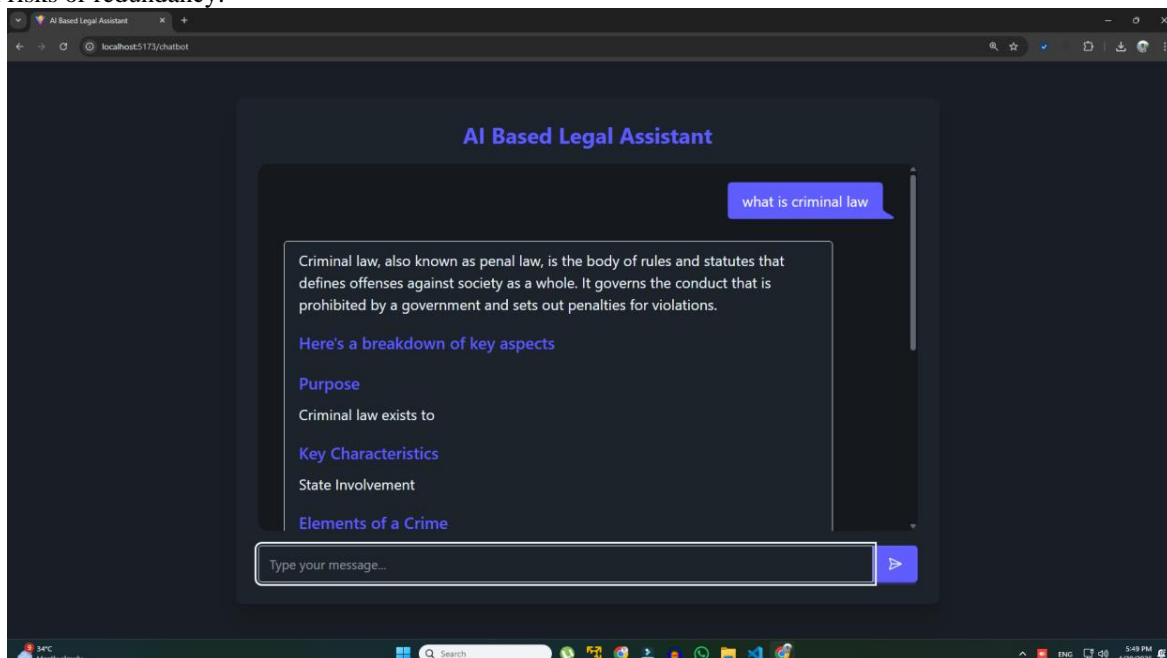 risks of redundancy.
AI Based Legal Assistant
localhost:5173/chatbot
AI Based Legal Assistant
what is criminal law
Criminal law, also known as penal law, is the body of rules and statutes that
defines offenses against society as a whole. It governs the conduct that is
prohibited by a government and sets out penalties for violations.
Here's a breakdown of key aspects
Purpose
Criminal law exists to
Key Characteristics
State Involvement
Elements of a Crime
Type your message...
34°C
Search
ENG
5:49 PM